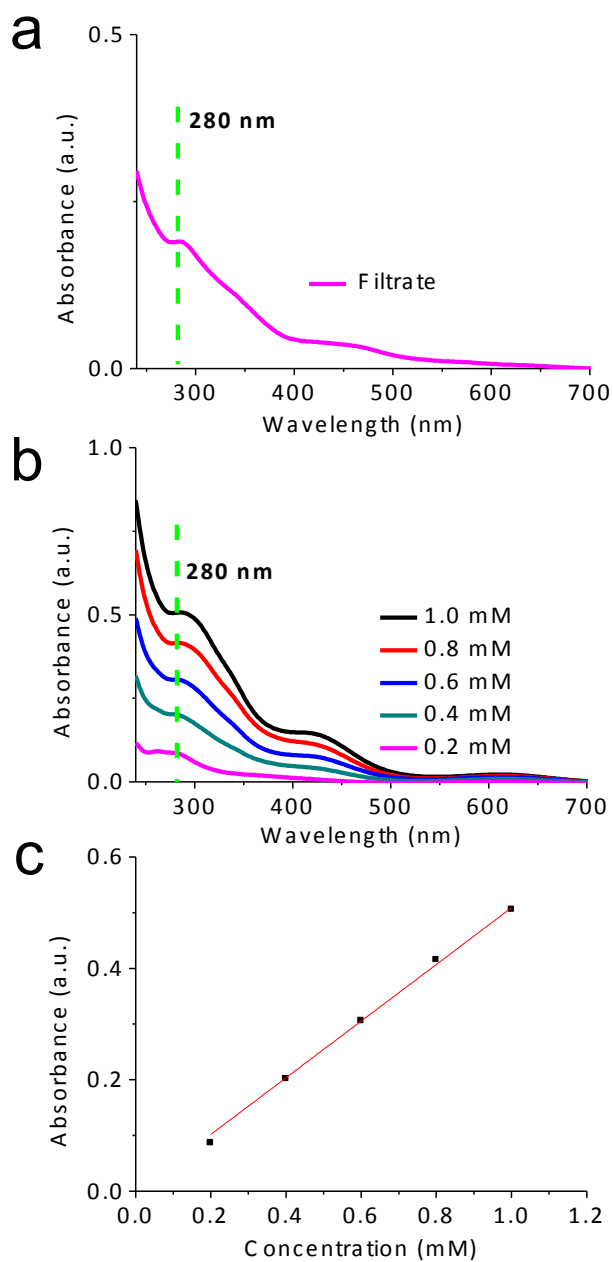 a
0.5
280 nm
Absorbance (a.u.)
Filtrate
0.0
300 400 500 600 700
Wavelength (nm)
b
1.0
280 nm
Absorbance (a.u.)
0.5
1.0 mM
0.8 mM
0.6 mM
0.4 mM
0.2 mM
0.0
300 400 500 600 700
Wavelength (nm)
c
0.6
0.4
Absorbance (a.u.)
0.2
0.0
0.0 0.2 0.4 0.6 0.8 1.0 1.2
Concentration (mM)